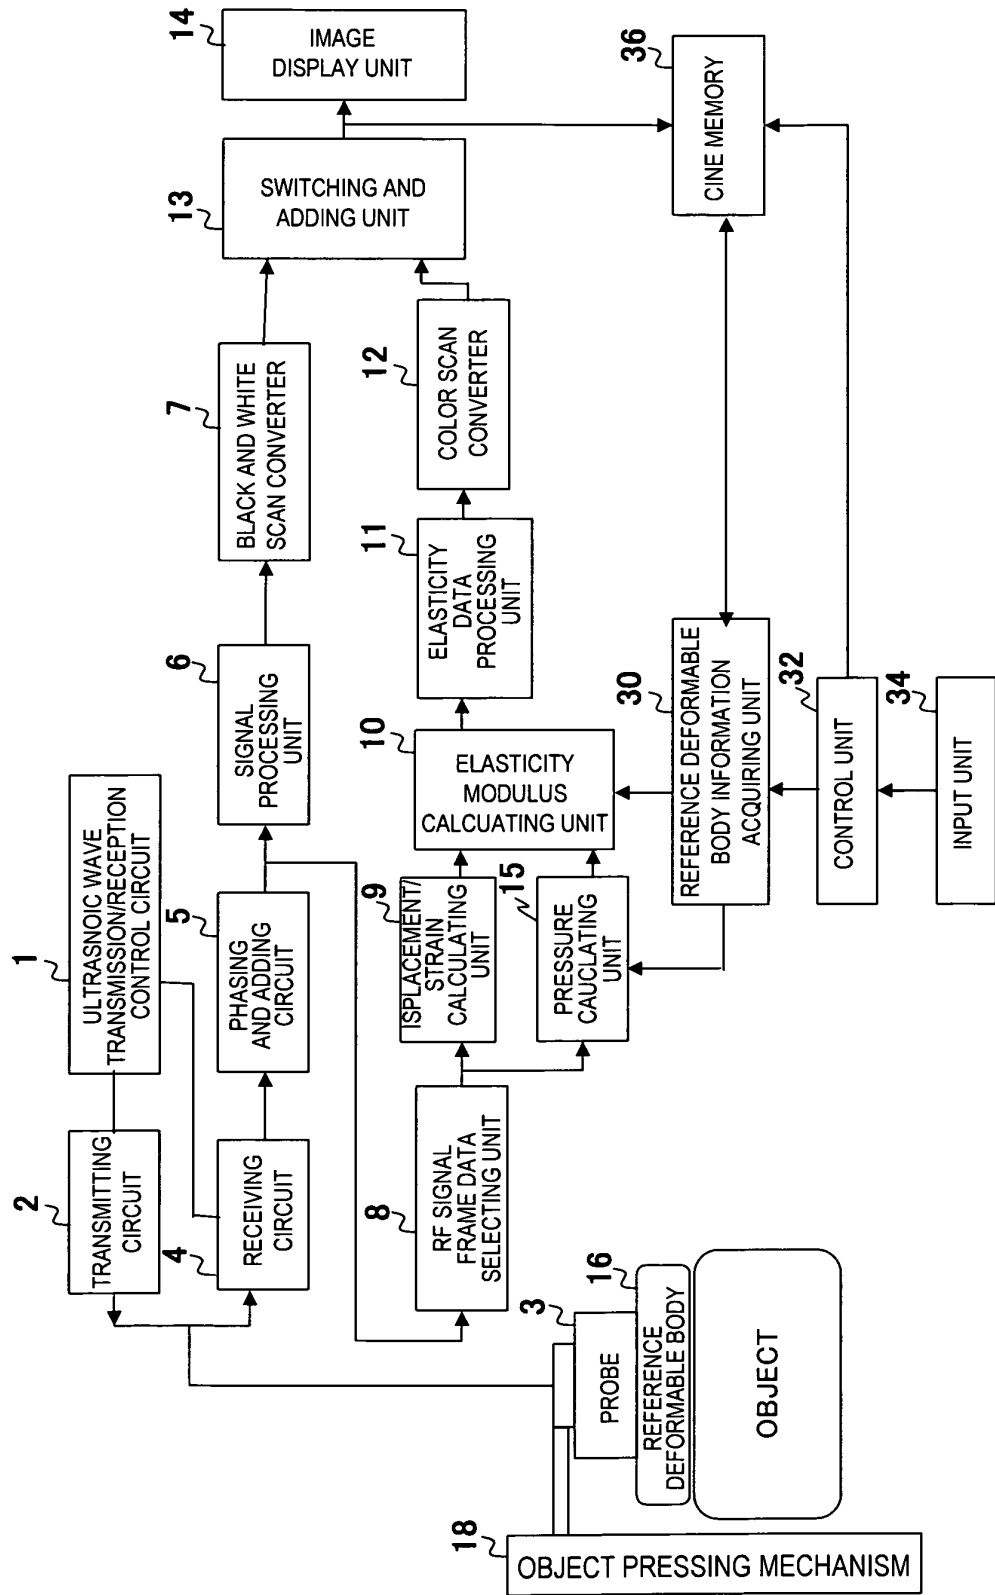 1
ULTRASNOIC WAVE
TRANSMISSION/RECEPTION
CONTROL CIRCUIT
2
TRANSMITTING
CIRCUIT
4
RECEIVING
CIRCUIT
5
PHASING
AND ADDING
CIRCUIT
6
SIGNAL
PROCESSING
UNIT
7
BLACK AND WHITE
SCAN CONVERTER
13
SWITCHING AND
ADDING UNIT
14
IMAGE
DISPLAY UNIT
8
RF SIGNAL
FRAME DATA
SELECTING UNIT
9
ISPLACEMENT/
STRAIN
CALCULATING
UNIT
15
PRESSURE
CAUCLATING
UNIT
10
ELASTICITY
MODULUS
CALCUATING UNIT
11
ELASTICITY
DATA
PROCESSING
UNIT
12
COLOR SCAN
CONVERTER
3
PROBE
16
REFERENCE
DEFORMABLE BODY
OBJECT
18
OBJECT PRESSING MECHANISM
30
REFERENCE DEFORMABLE
BODY INFORMATION
ACQUIRING UNIT
32
CONTROL UNIT
34
INPUT UNIT
36
CINE MEMORY